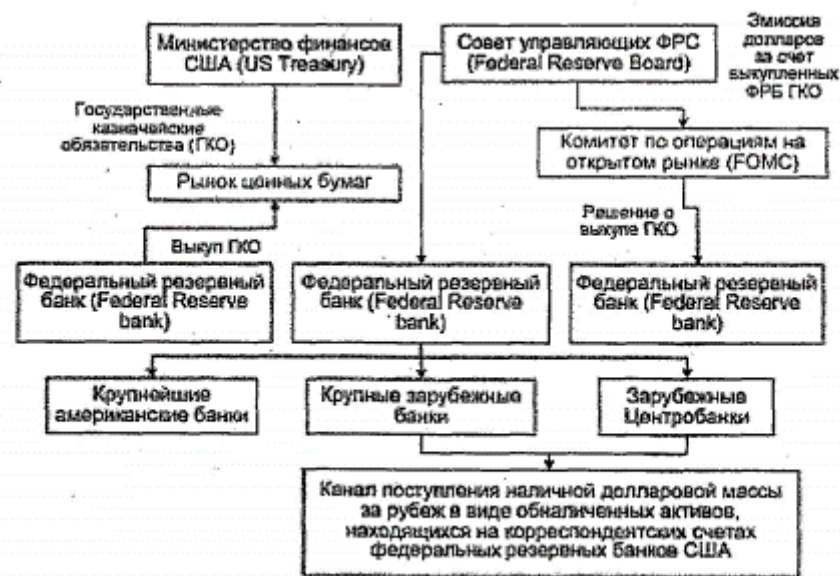 Министерство финансов
США (US Treasury)
Совет управляющих ФРС
(Federal Reserve Board)
Эмиссия
долларов
за счет
выкупленных
ФРБ ГКО
Государственные
казначейские
обязательства (ГКО)
Комитет по операциям на
открытом рынке (FOMC)
Рынок ценных бумаг
Решение о
выкупе ГКО
Выкуп ГКО
Федеральный резервный
банк (Federal Reserve
bank)
Федеральный резервный
банк (Federal Reserve
bank)
Федеральный резервный
банк (Federal Reserve
bank)
Крупнейшие
американские банки
Крупные зарубежные
банки
Зарубежные
Центробанки
Канал поступления наличной долларовой массы
за рубеж в виде обналиченных активов,
находящихся на корреспондентских счетах
федеральных резервных банков США